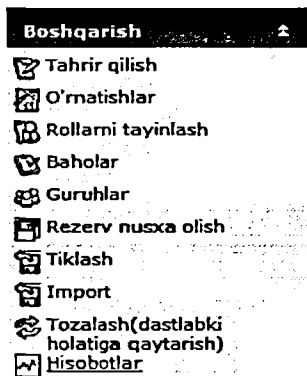 Boshqarish
Tahrir qilish
O'rnatishlar
Rollarni tayinlash
Baholar
Guruhlar
Rezerv nusxa olish
Tiklash
Import
Tozalash(dastlabki
holatiga qaytarish)
Hisobotlar